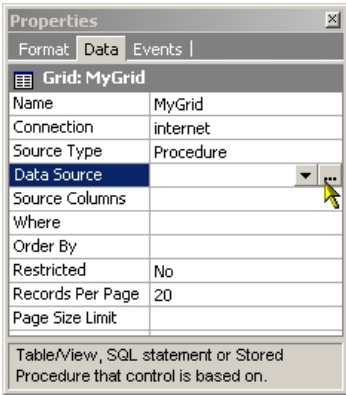 Properties
Format Data Events
Grid: MyGrid
Name MyGrid
Connection internet
Source Type Procedure
Data Source ...
Source Columns
Where
Order By
Restricted No
Records Per Page 20
Page Size Limit
Table/View, SQL statement or Stored
Procedure that control is based on.